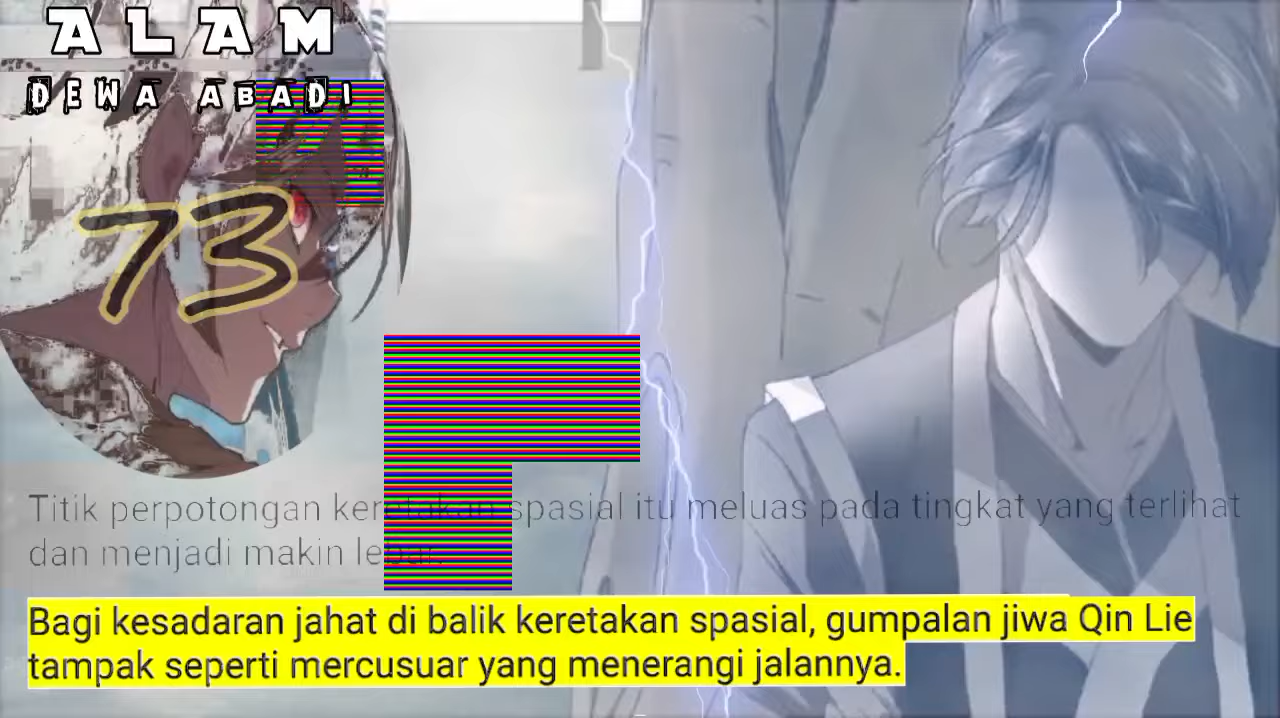 ALAM
DEWA ABADI
73
Titik perpotongan keretakan spasial itu meluas pada tingkat yang terlihat
dan menjadi makin lebar.
Bagi kesadaran jahat di balik keretakan spasial, gumpalan jiwa Qin Lie
tampak seperti mercusuar yang menerangi jalannya.